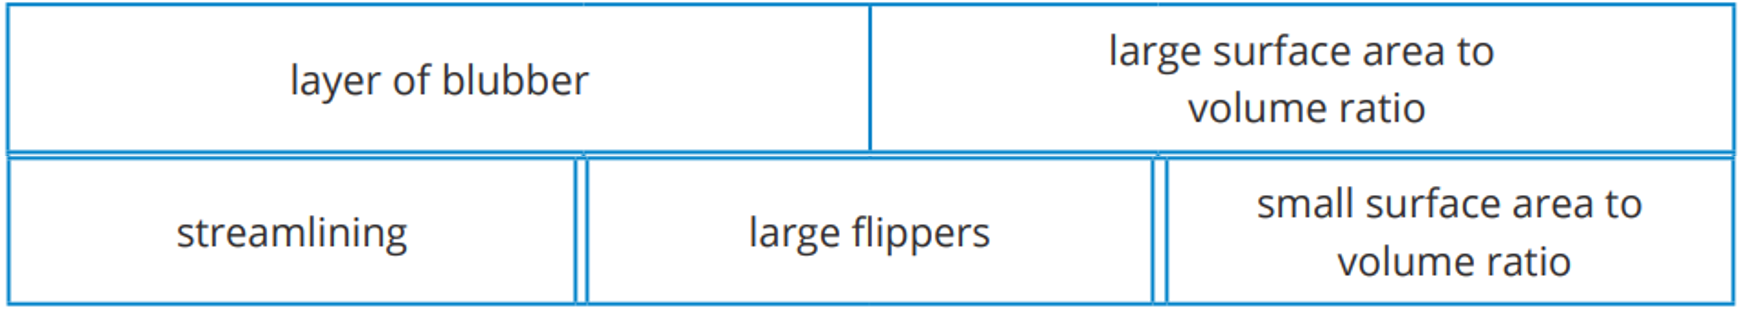 layer of blubber
large surface area to
volume ratio
streamlining
large flippers
small surface area to
volume ratio